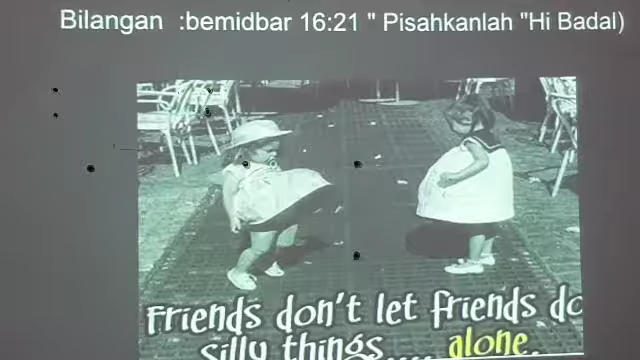 Bilangan :bemidbar 16:21 " Pisahkanlah "Hi Badal)
Friends don't let friends do
silly things.... alone.